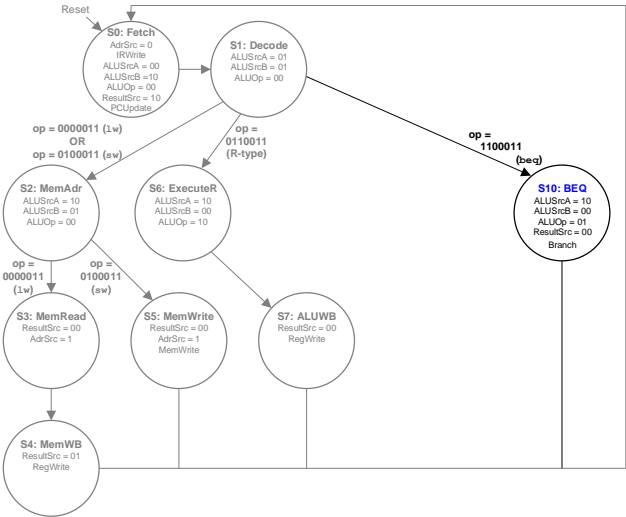 Reset
S0: Fetch
AdrSrc = 0
IRWrite
ALUSrcA = 00
ALUSrcB =10
ALUOp = 00
ResultSrc = 10
PCUpdate
S1: Decode
ALUSrcA = 01
ALUSrcB = 01
ALUOp = 00
op = 0000011 (lw)
OR
op = 0100011 (sw)
op =
0110011
(R-type)
op =
1100011
(beq)
S2: MemAdr
ALUSrcA = 10
ALUSrcB = 01
ALUOp = 00
S6: ExecuteR
ALUSrcA = 10
ALUSrcB = 00
ALUOp = 10
S10: BEQ
ALUSrcA = 10
ALUSrcB = 00
ALUOp = 01
ResultSrc = 00
Branch
op =
0000011
(lw)
op =
0100011
(sw)
S3: MemRead
ResultSrc = 00
AdrSrc = 1
S5: MemWrite
ResultSrc = 00
AdrSrc = 1
MemWrite
S7: ALUWB
ResultSrc = 00
RegWrite
S4: MemWB
ResultSrc = 01
RegWrite